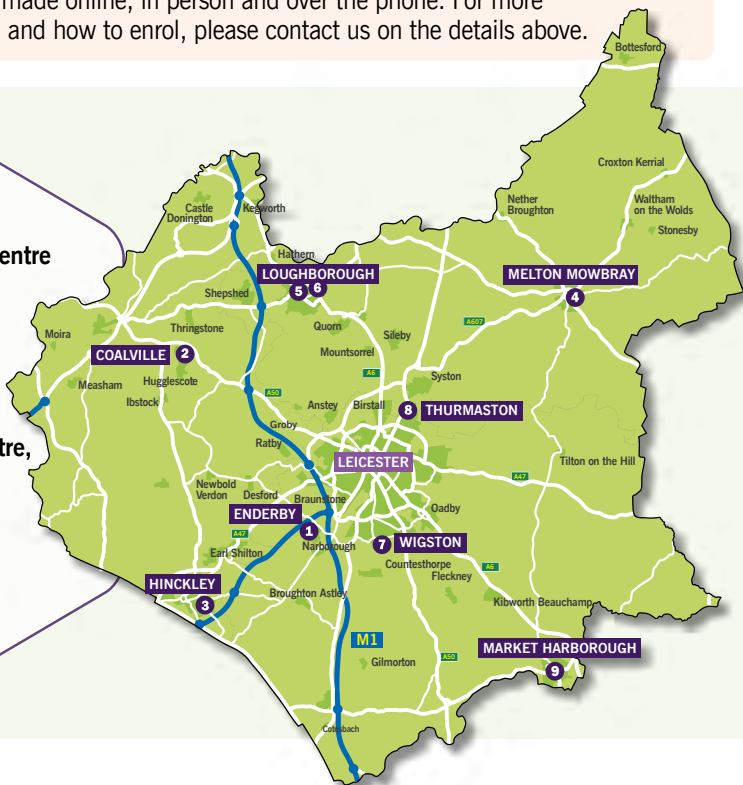 made online, in person and over the phone. For more
and how to enrol, please contact us on the details above.
entre
tre,
Bottesford
Croxton Kerrial
Nether
Broughton
Waltham
on the Wolds
Stonesby
Castle
Donington
Kegworth
Hathern
LOUGHBOROUGH
5
6
MELTON MOWBRAY
4
Shepshed
Quorn
Mountsorrel
Sileby
A607
Moira
Thringstone
COALVILLE
2
Measham
Hugglescote
Ibstock
A6
Syston
A50
Anstey
Birstall
8
THURMASTON
Groby
Ratby
LEICESTER
Tilton on the Hill
A47
Newbold
Verdon
Desford
Braunstone
Oadby
ENDERBY
1
A47
Narborough
7
WIGSTON
Earl Shilton
Countesthorpe
Fleckney
A6
HINCKLEY
3
Broughton Astley
Kibworth Beauchamp
M1
MARKET HARBOROUGH
9
A50
Gilmorton
Cotesbach